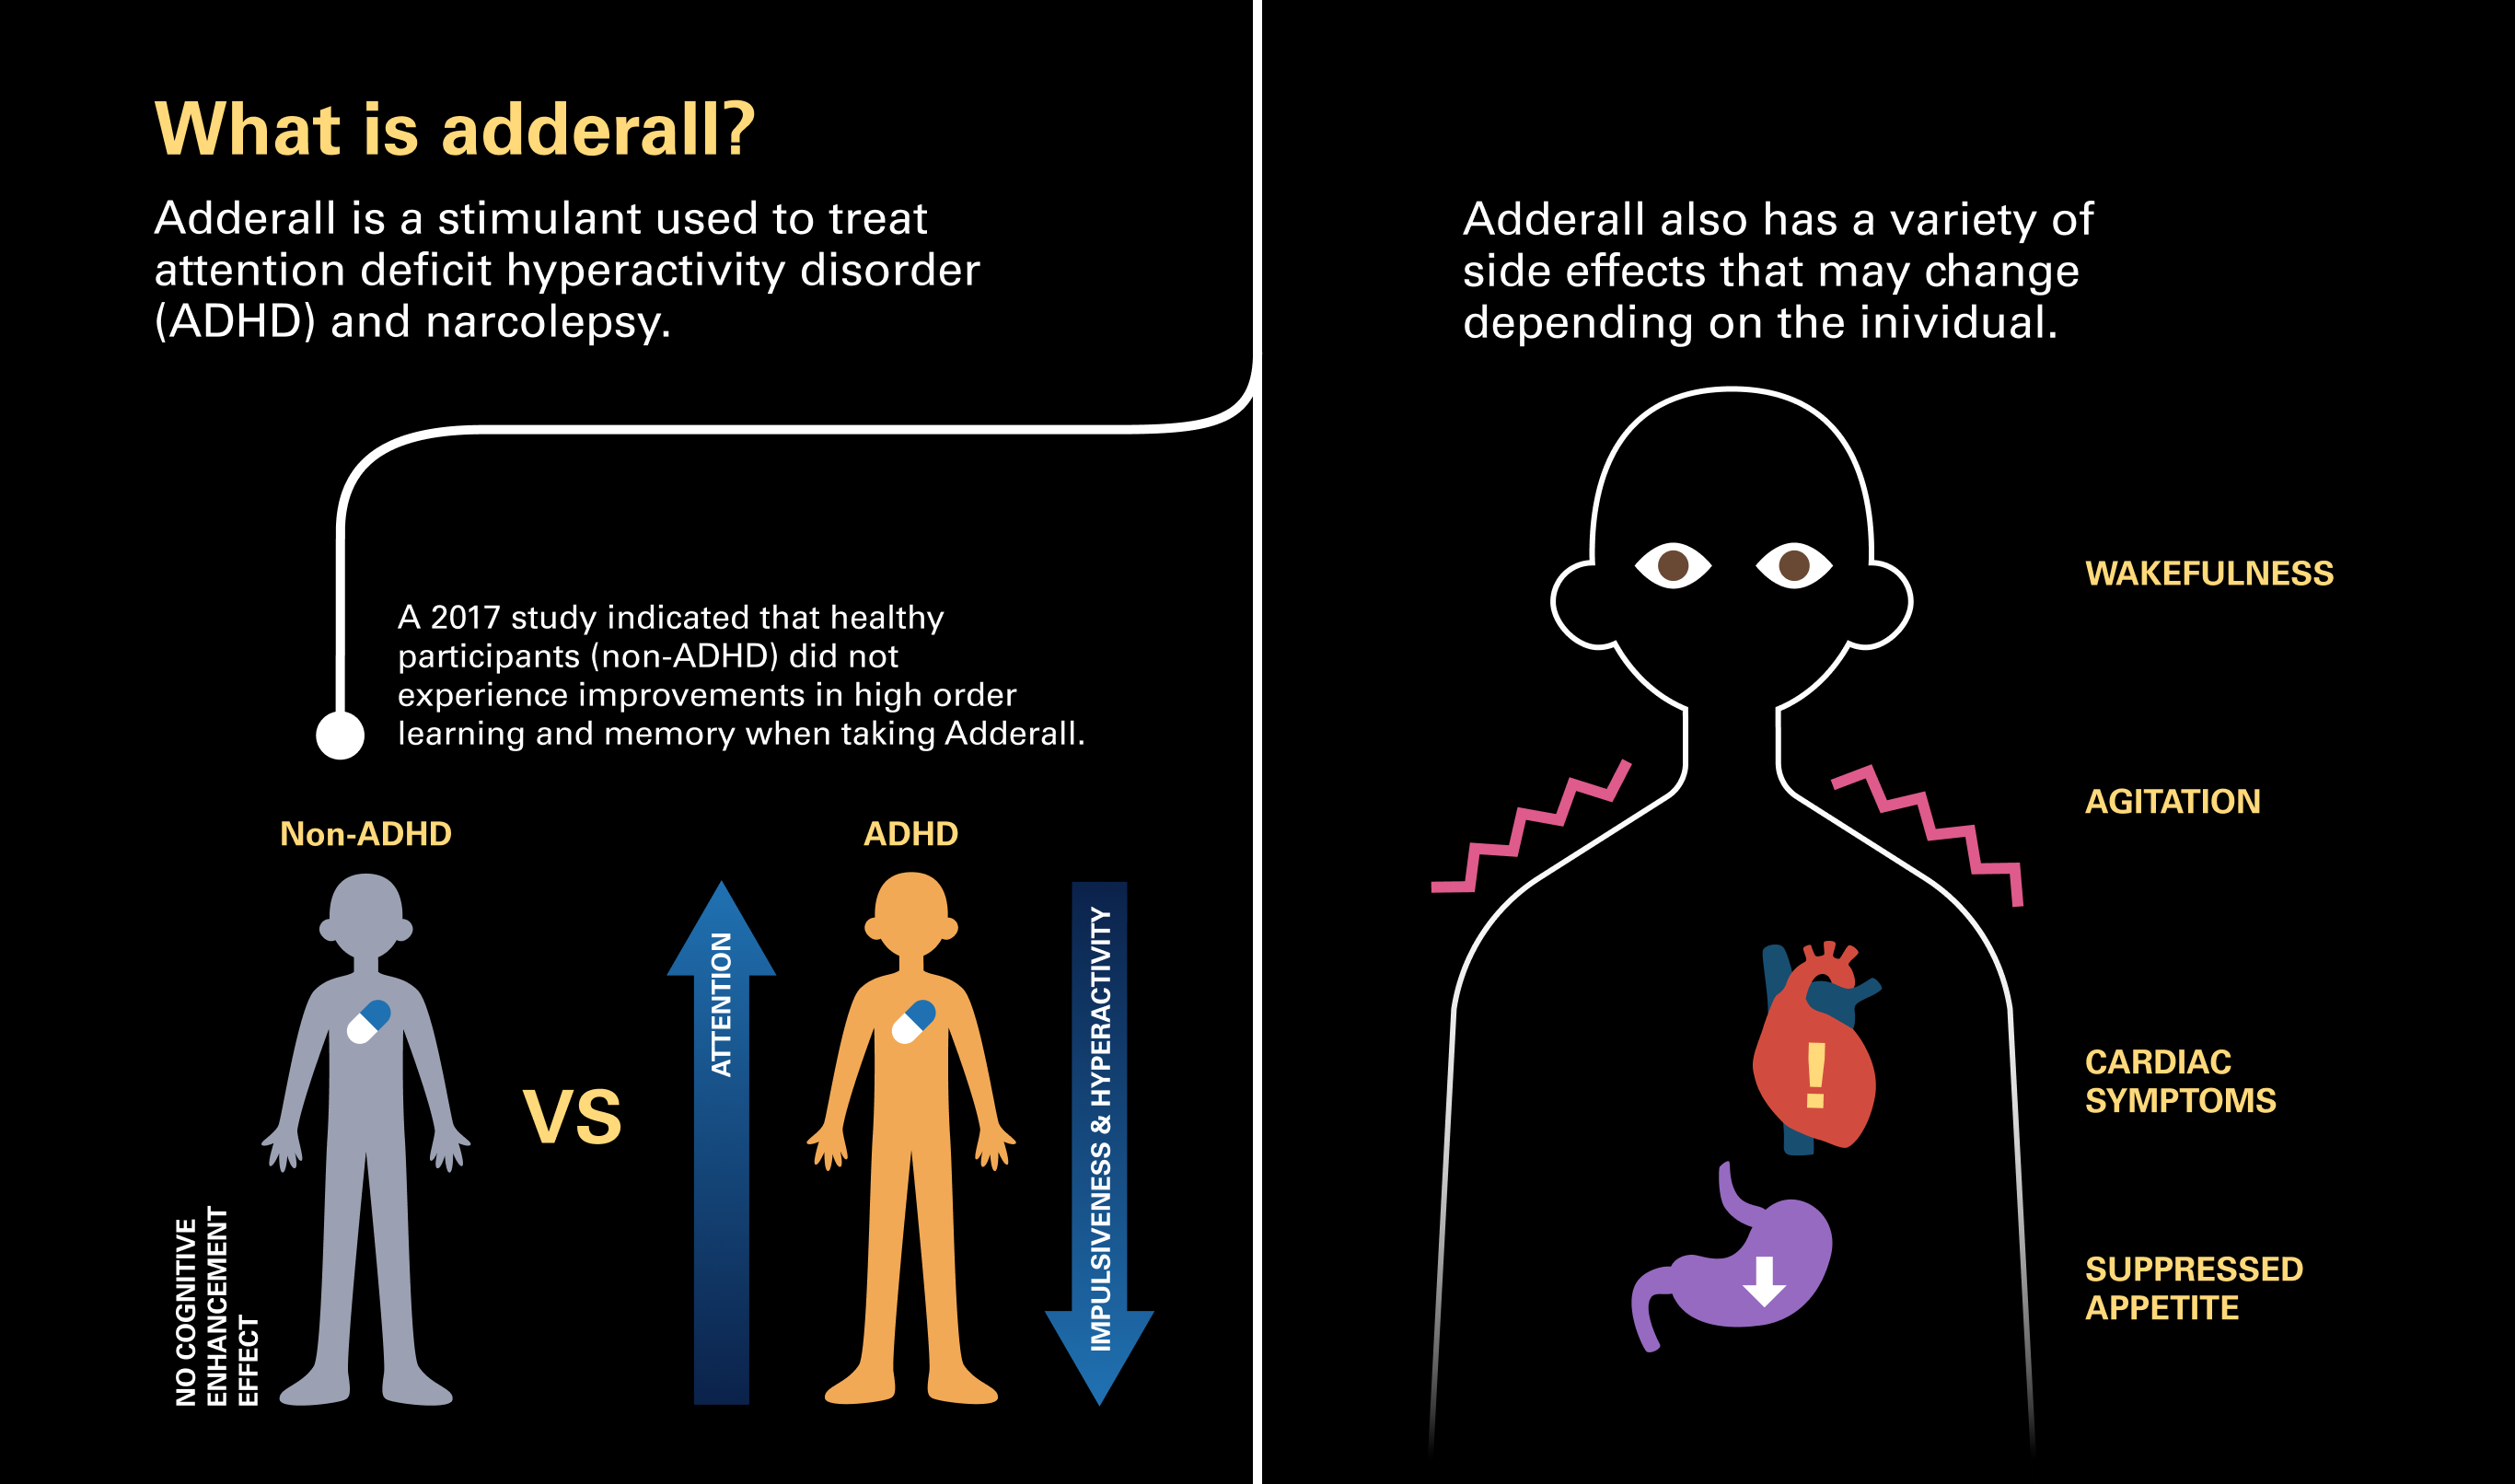 What is adderall?
Adderall is a stimulant used to treat
attention deficit hyperactivity disorder
(ADHD) and narcolepsy.
A 2017 study indicated that healthy
participants (non-ADHD) did not
experience improvements in high order
learning and memory when taking Adderall.
Non-ADHD
ADHD
NO COGNITIVE
ENHANCEMENT
EFFECT
VS
ATTENTION
IMPULSIVENESS & HYPERACTIVITY
Adderall also has a variety of
side effects that may change
depending on the inividual.
WAKEFULNESS
AGITATION
!
CARDIAC
SYMPTOMS
SUPPRESSED
APPETITE